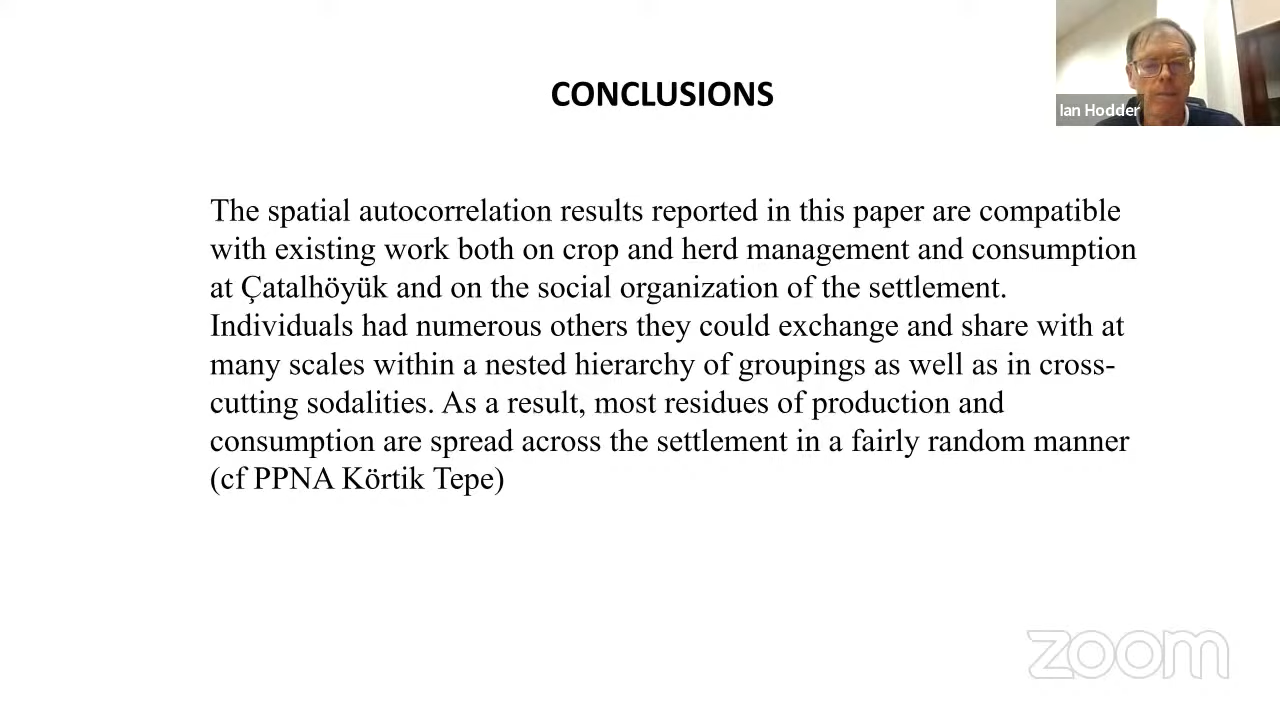 CONCLUSIONS
Ian Hodder
The spatial autocorrelation results reported in this paper are compatible
with existing work both on crop and herd management and consumption
at Çatalhöyük and on the social organization of the settlement.
Individuals had numerous others they could exchange and share with at
many scales within a nested hierarchy of groupings as well as in cross-
cutting sodalities. As a result, most residues of production and
consumption are spread across the settlement in a fairly random manner
(cf PPNA Körtik Tepe)
zoom